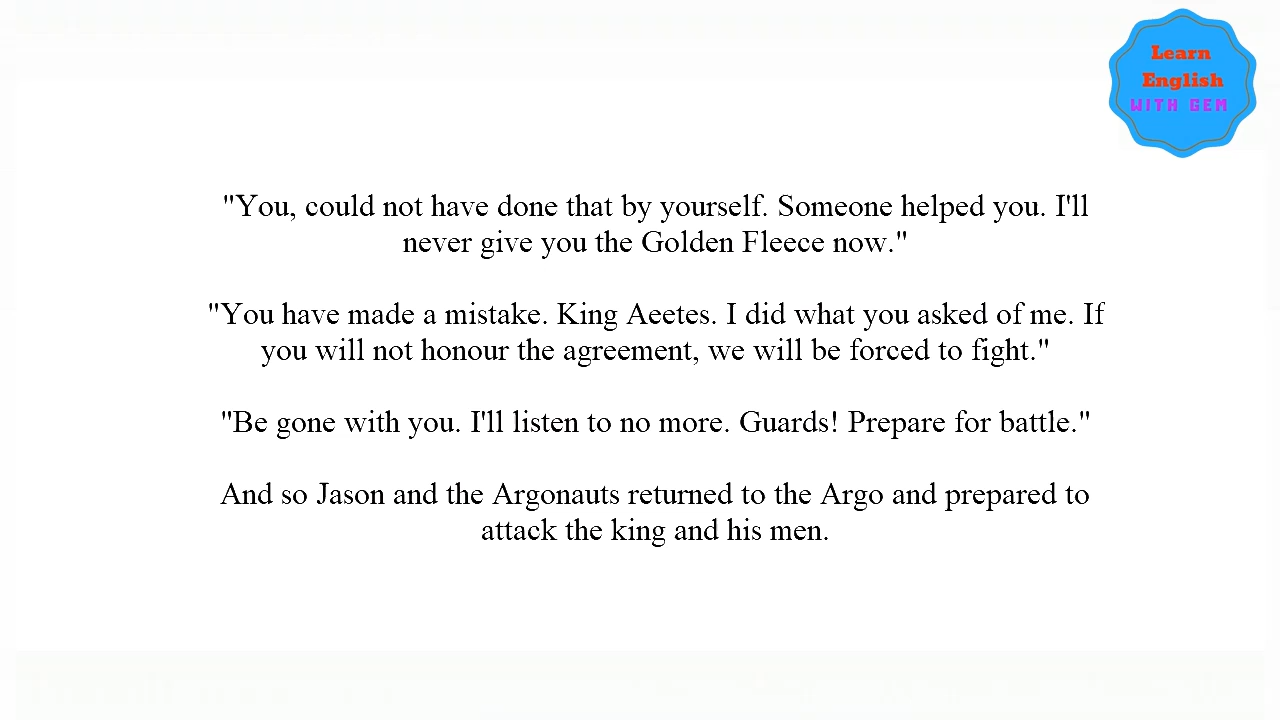 Learn
English
WITH GEM
"You, could not have done that by yourself. Someone helped you. I'll
never give you the Golden Fleece now."
"You have made a mistake. King Aeetes. I did what you asked of me. If
you will not honour the agreement, we will be forced to fight."
"Be gone with you. I'll listen to no more. Guards! Prepare for battle."
And so Jason and the Argonauts returned to the Argo and prepared to
attack the king and his men.